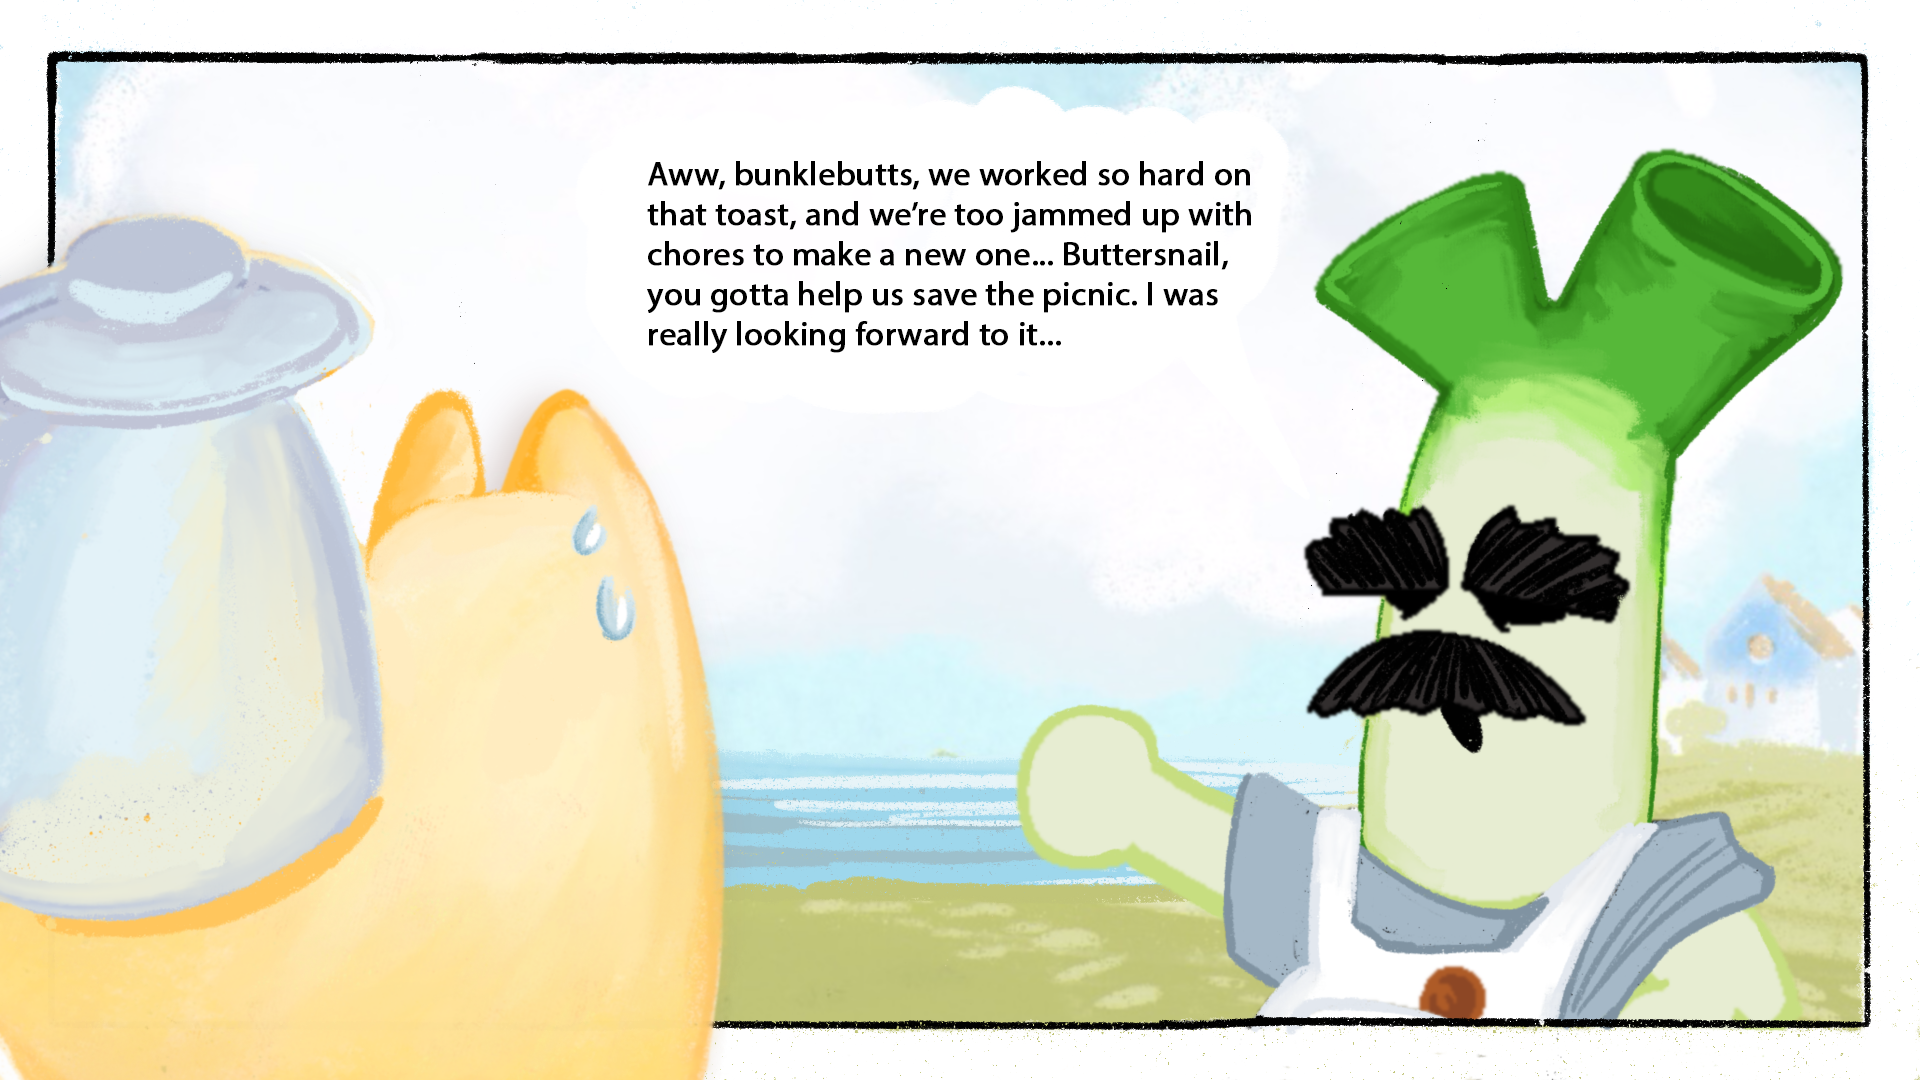 Aww, bunklebutts, we worked so hard on
that toast, and we’re too jammed up with
chores to make a new one... Buttersnail,
you gotta help us save the picnic. I was
really looking forward to it...